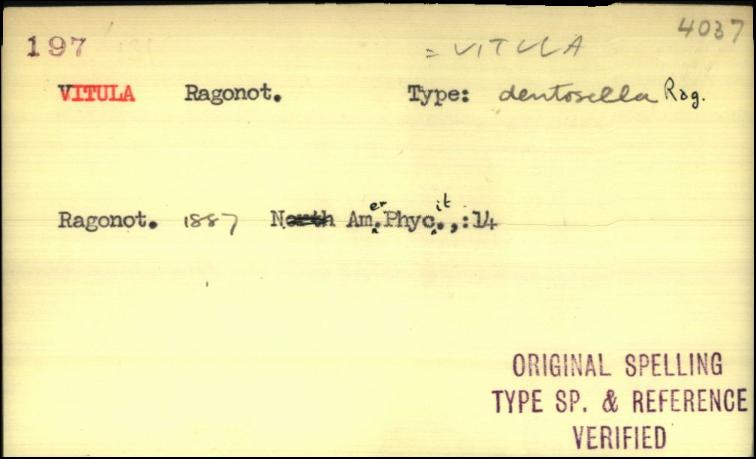 4037
197 = VITULA
VITULA Ragonot. Type: dentosella Rag.
Ragonot. 1887 North Amer. Phycit.,:14
ORIGINAL SPELLING
TYPE SP. & REFERENCE
VERIFIED